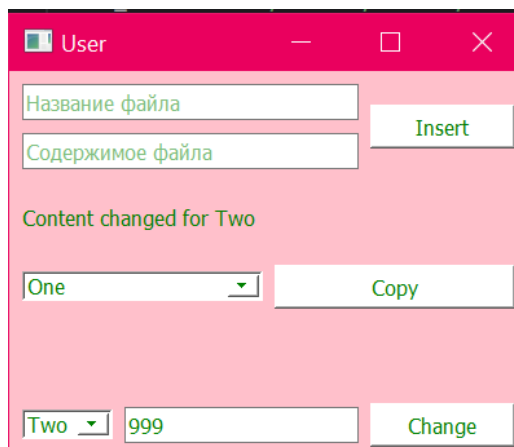 User
Название файла
Insert
Содержимое файла
Content changed for Two
One
Copy
Two
999
Change